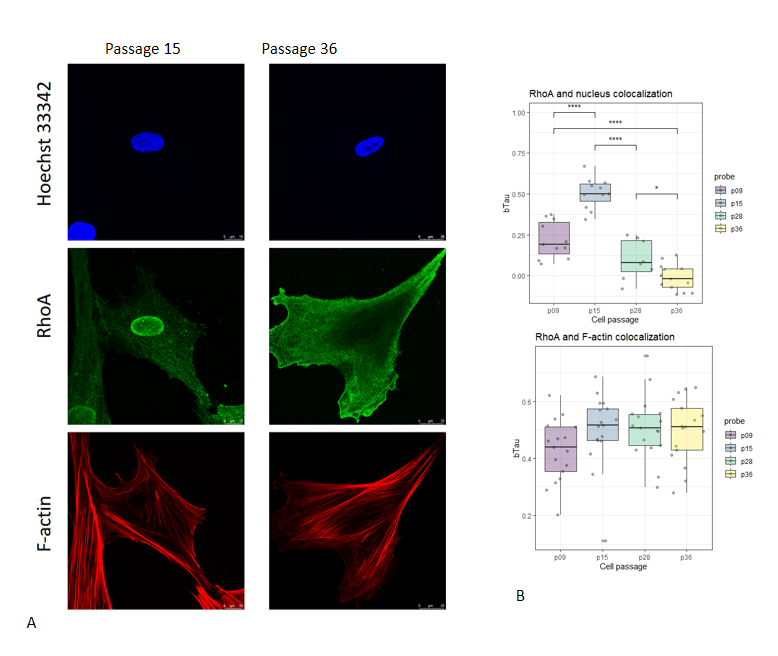 Passage 15 Passage 36
Hoechst 33342
RhoA
F-actin
A
RhoA and nucleus colocalization
1.00
0.75
0.50
0.25
0.00
bTau
****
****
****
*
p09 p15 p28 p36
Cell passage
probe
p09
p15
p28
p36
RhoA and F-actin colocalization
0.6
0.4
0.2
bTau
p09 p15 p28 p36
Cell passage
probe
p09
p15
p28
p36
B